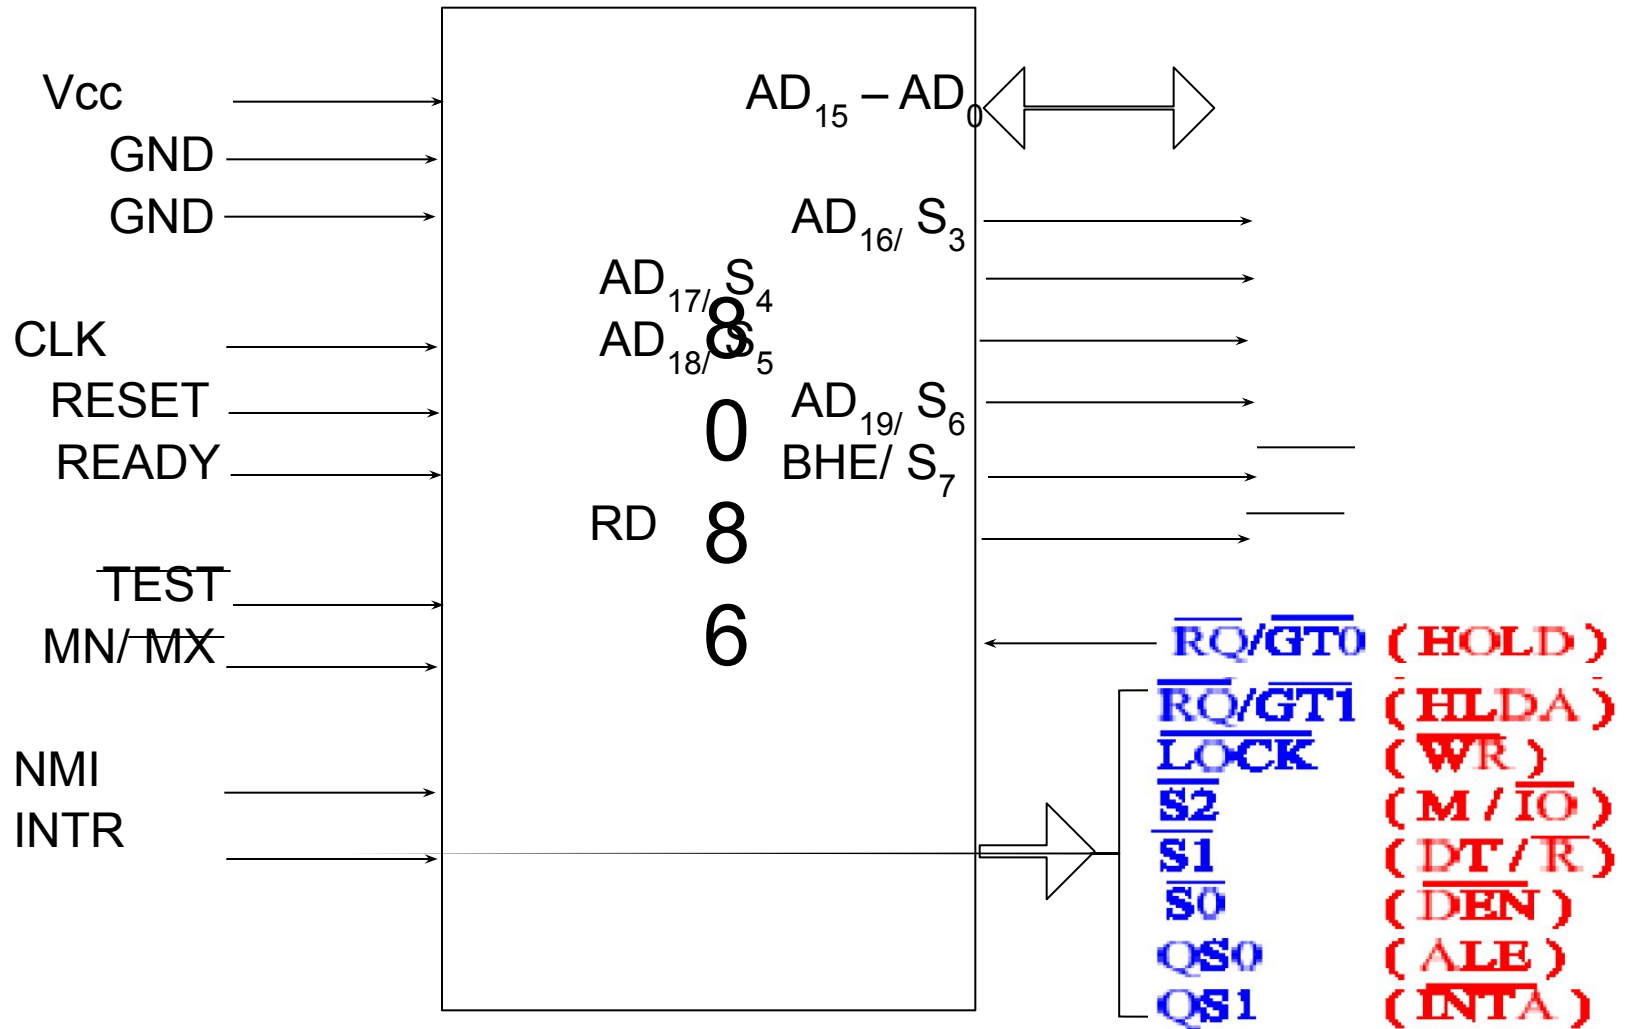 Vcc
GND
GND
CLK
RESET
READY
TEST
MN/ MX
NMI
INTR
8
0
8
6
AD15 – AD0
AD16/ S3
AD17/ S4
AD18/ S5
AD19/ S6
BHE/ S7
RD
RQ/GT0 ( HOLD )
RQ/GT1 ( HLDA )
LOCK ( WR )
S2 ( M / IO )
S1 ( DT / R )
S0 ( DEN )
QS0 ( ALE )
QS1 ( INTA )